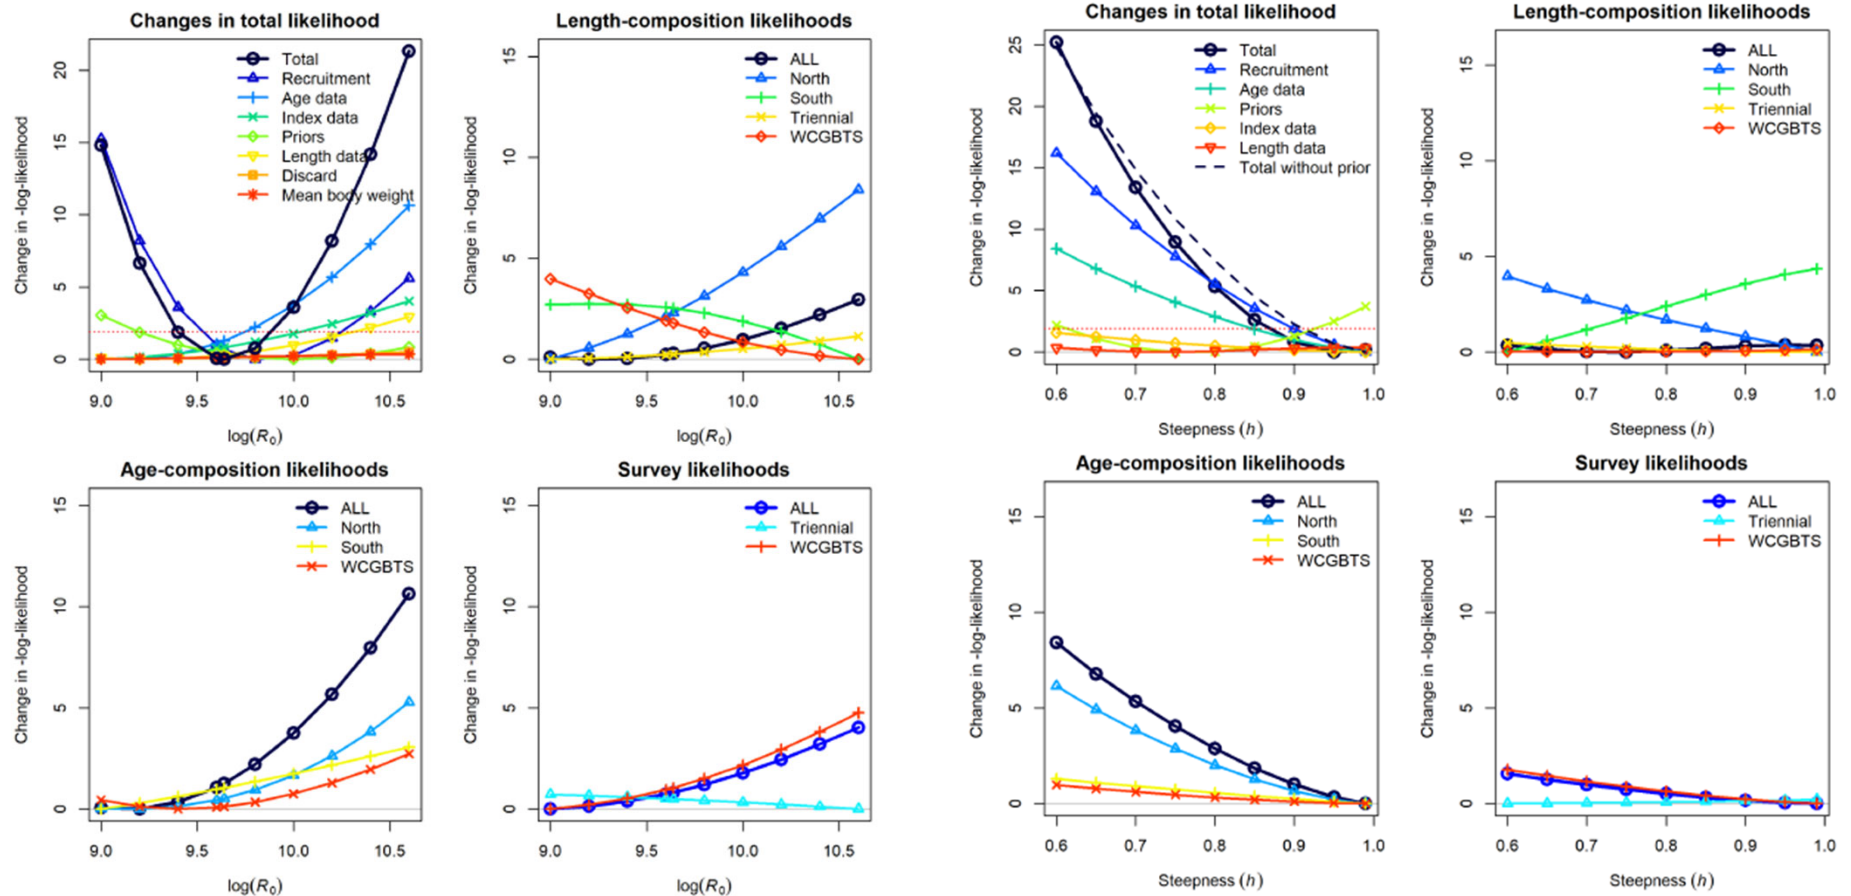 Changes in total likelihood
Change in -log-likelihood
20
15
10
5
0
Total
Recruitment
Age data
Index data
Priors
Length data
Discard
Mean body weight
9.0 9.5 10.0 10.5
log(R0)
Length-composition likelihoods
Change in -log-likelihood
15
10
5
0
ALL
North
South
Triennial
WCGBTS
9.0 9.5 10.0 10.5
log(R0)
Changes in total likelihood
Change in -log-likelihood
25
20
15
10
5
0
Total
Recruitment
Age data
Priors
Index data
Length data
Total without prior
0.6 0.7 0.8 0.9 1.0
Steepness (h)
Length-composition likelihoods
Change in -log-likelihood
15
10
5
0
ALL
North
South
Triennial
WCGBTS
0.6 0.7 0.8 0.9 1.0
Steepness (h)
Age-composition likelihoods
Change in -log-likelihood
15
10
5
0
ALL
North
South
WCGBTS
9.0 9.5 10.0 10.5
log(R0)
Survey likelihoods
Change in -log-likelihood
15
10
5
0
ALL
Triennial
WCGBTS
9.0 9.5 10.0 10.5
log(R0)
Age-composition likelihoods
Change in -log-likelihood
15
10
5
0
ALL
North
South
WCGBTS
0.6 0.7 0.8 0.9 1.0
Steepness (h)
Survey likelihoods
Change in -log-likelihood
15
10
5
0
ALL
Triennial
WCGBTS
0.6 0.7 0.8 0.9 1.0
Steepness (h)